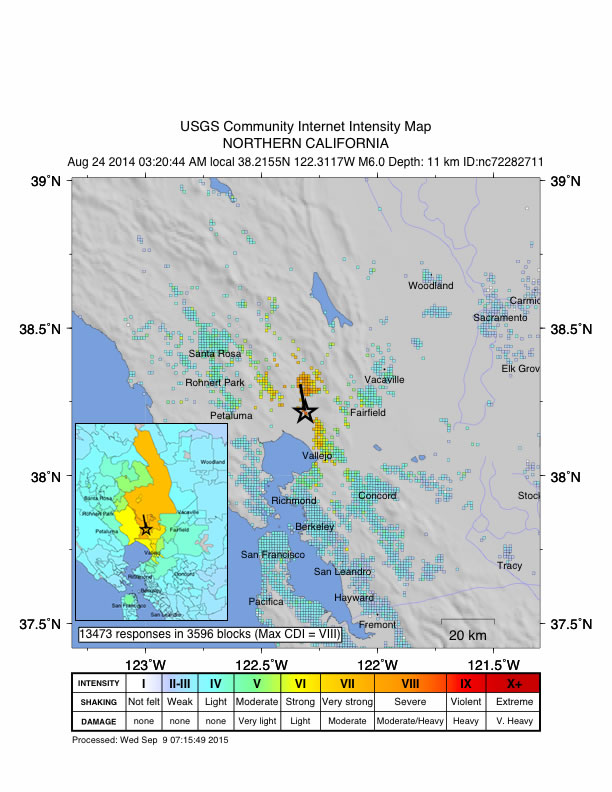 USGS Community Internet Intensity Map
NORTHERN CALIFORNIA
Aug 24 2014 03:20:44 AM local 38.2155N 122.3117W M6.0 Depth: 11 km ID:nc72282711
39°N
39°N
Woodland
Carmic
Sacramento
38.5°N
38.5°N
Santa Rosa
Elk Grov
Rohnert Park
Vacaville
Petaluma
Fairfield
Vallejo
38°N
38°N
Richmond
Concord
Stoc
Berkeley
San Francisco
San Leandro
Tracy
Pacifica
Hayward
Fremont
37.5°N
37.5°N
20 km
Woodland
Santa Rosa
Rohnert Park
Vacaville
Petaluma
Fairfield
Vallejo
Richmond
Concord
Berkeley
San Francisco
San Leandro
13473 responses in 3596 blocks (Max CDI = VIII)
123°W 122.5°W 122°W 121.5°W
INTENSITY I II-III IV V VI VII VIII IX X+
SHAKING Not felt Weak Light Moderate Strong Very strong Severe Violent Extreme
DAMAGE none none none Very light Light Moderate Moderate/Heavy Heavy V. Heavy
Processed: Wed Sep 9 07:15:49 2015